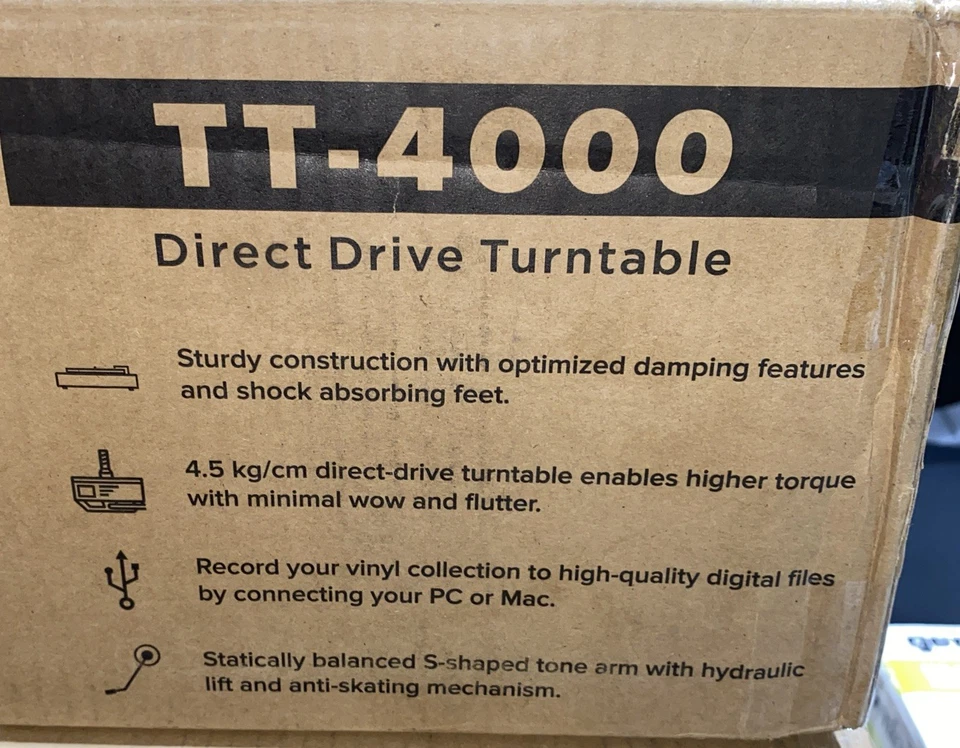 TT-4000
Direct Drive Turntable
Sturdy construction with optimized damping features
and shock absorbing feet.
4.5 kg/cm direct-drive turntable enables higher torque
with minimal wow and flutter.
Record your vinyl collection to high-quality digital files
by connecting your PC or Mac.
Statically balanced S-shaped tone arm with hydraulic
lift and anti-skating mechanism.